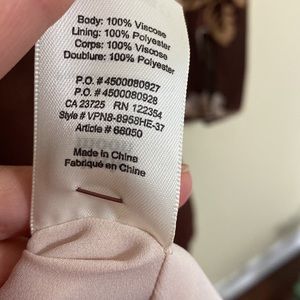 Body: 100% Viscose
Lining: 100% Polyester
Corps: 100% Viscose
Doublure: 100% Polyester
P.O. #4500080927
P.O. #4500080928
CA 23725 RN 122354
Style # VPN8-8958HE-37
Article # 66050
Made in China
Fabriqué en Chine